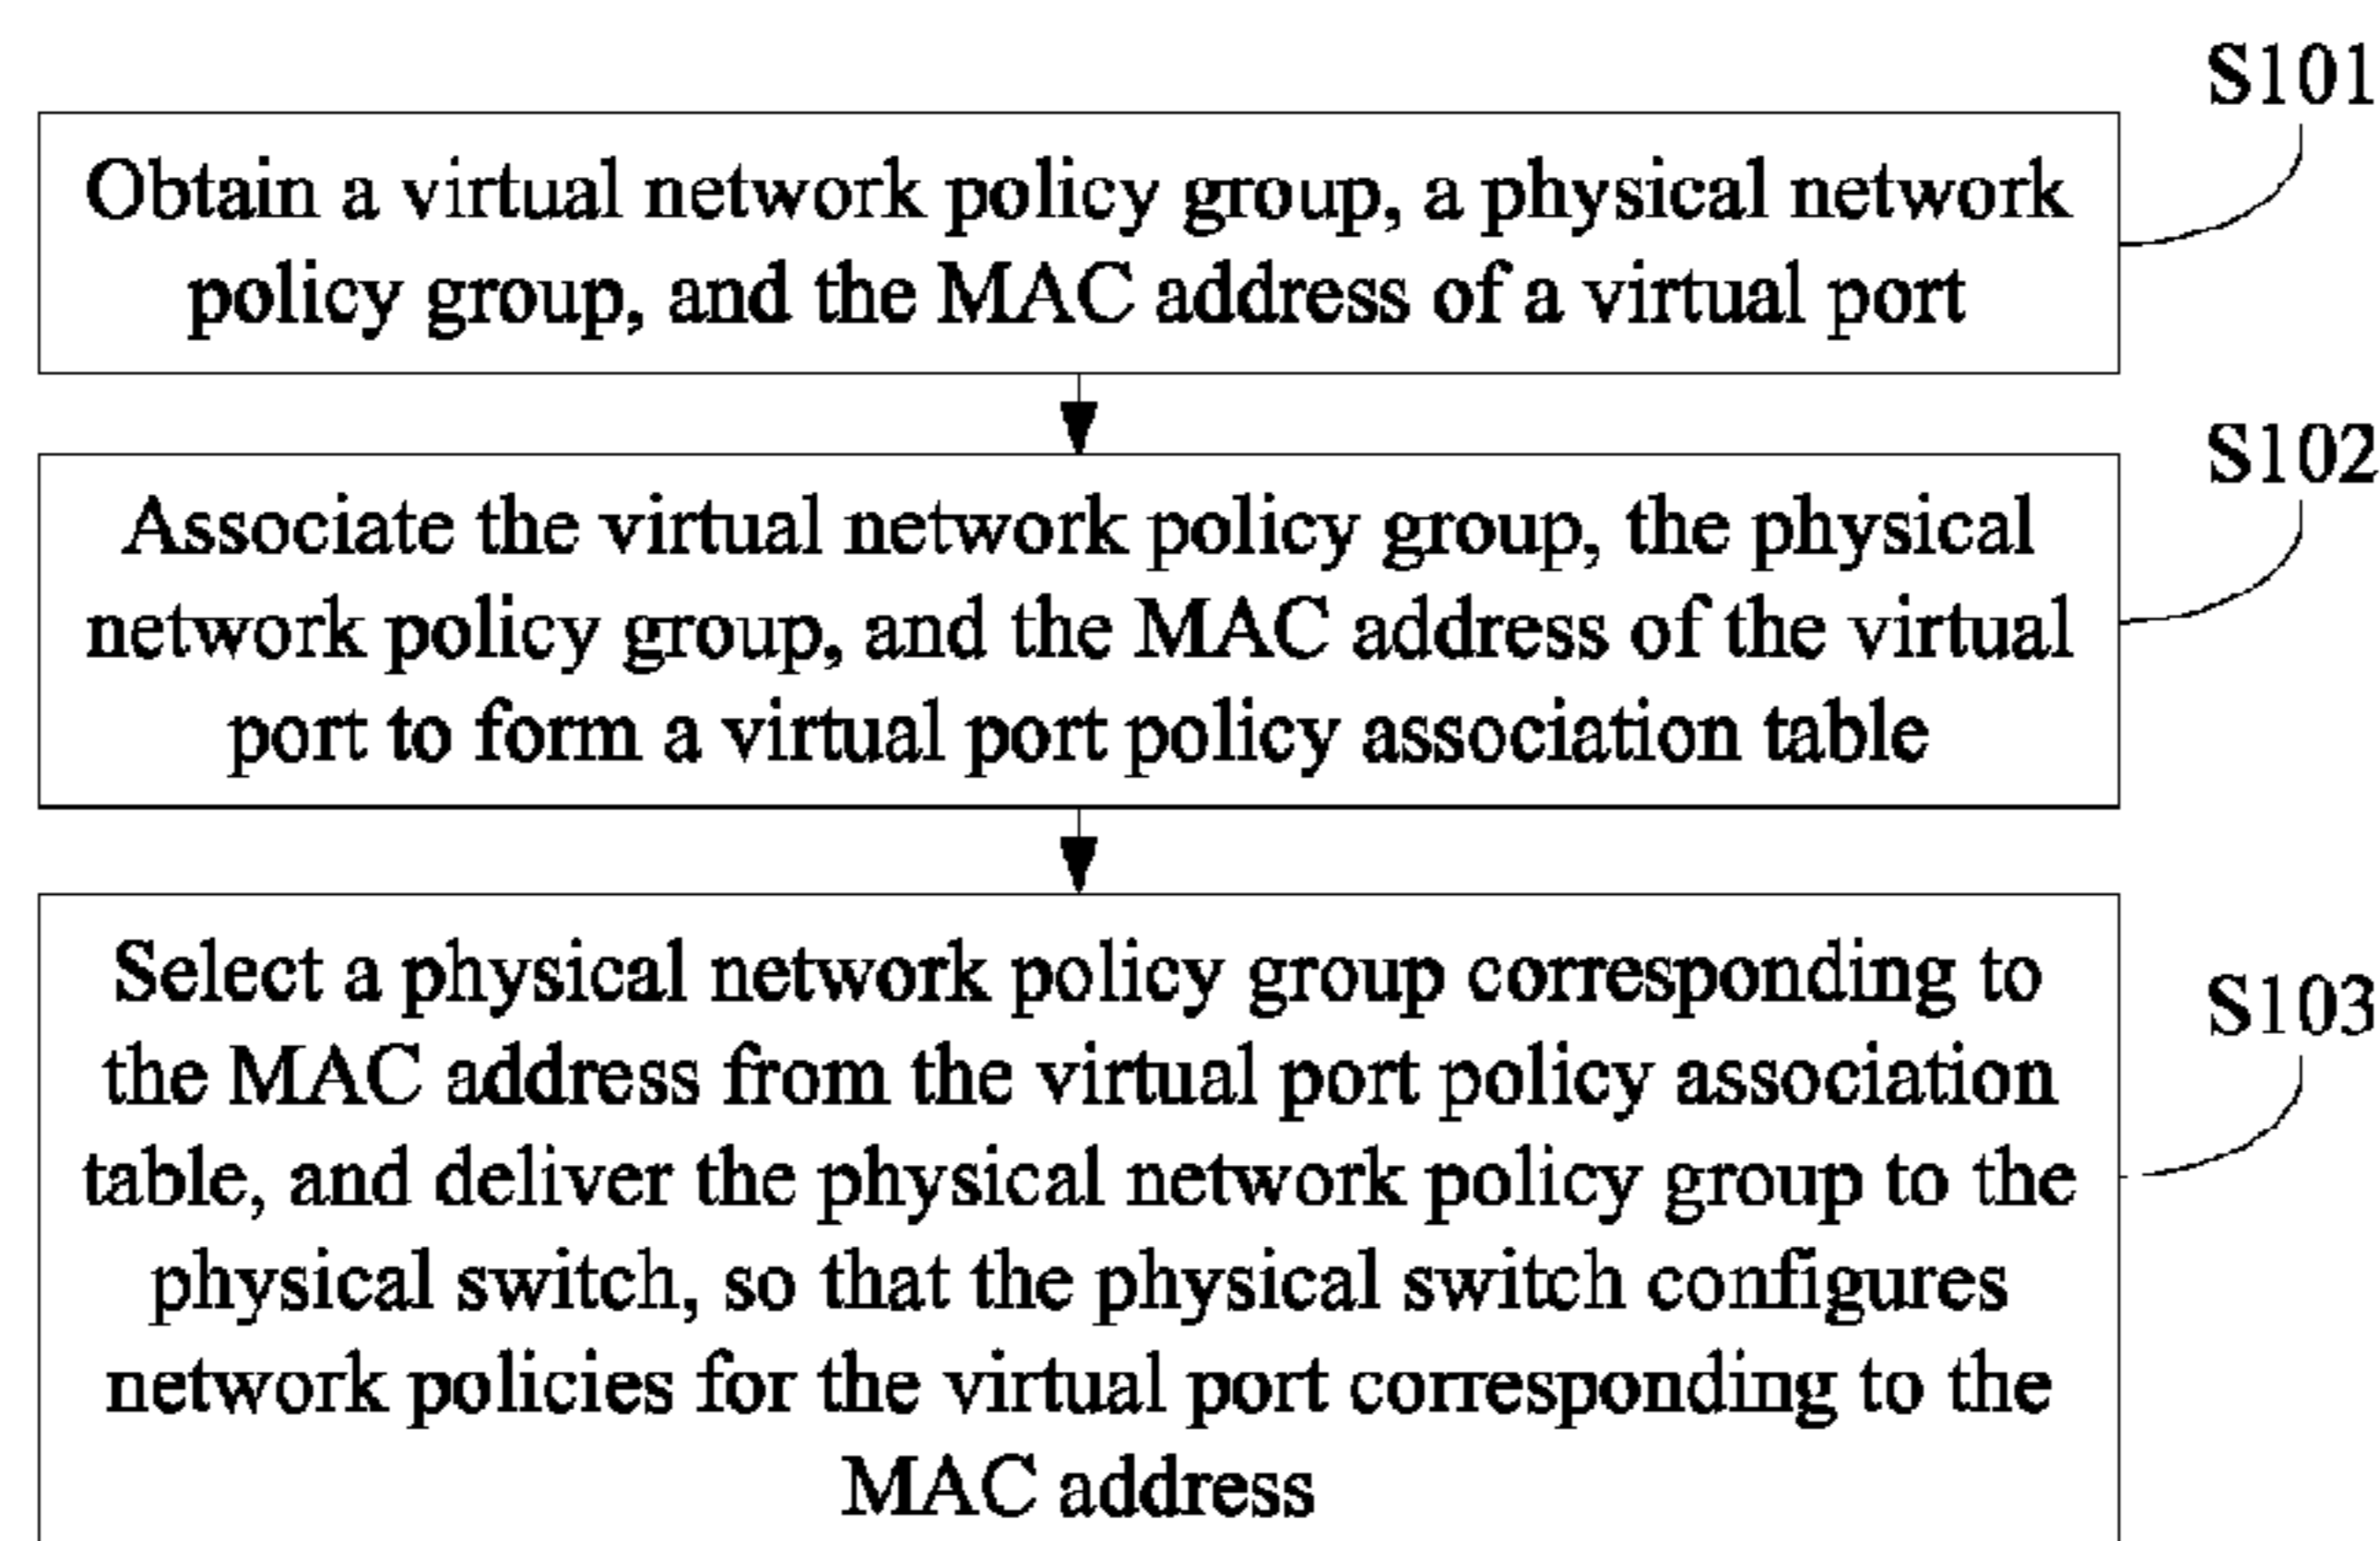 S101
Obtain a virtual network policy group, a physical network
policy group, and the MAC address of a virtual port
S102
Associate the virtual network policy group, the physical
network policy group, and the MAC address of the virtual
port to form a virtual port policy association table
S103
Select a physical network policy group corresponding to
the MAC address from the virtual port policy association
table, and deliver the physical network policy group to the
physical switch, so that the physical switch configures
network policies for the virtual port corresponding to the
MAC address